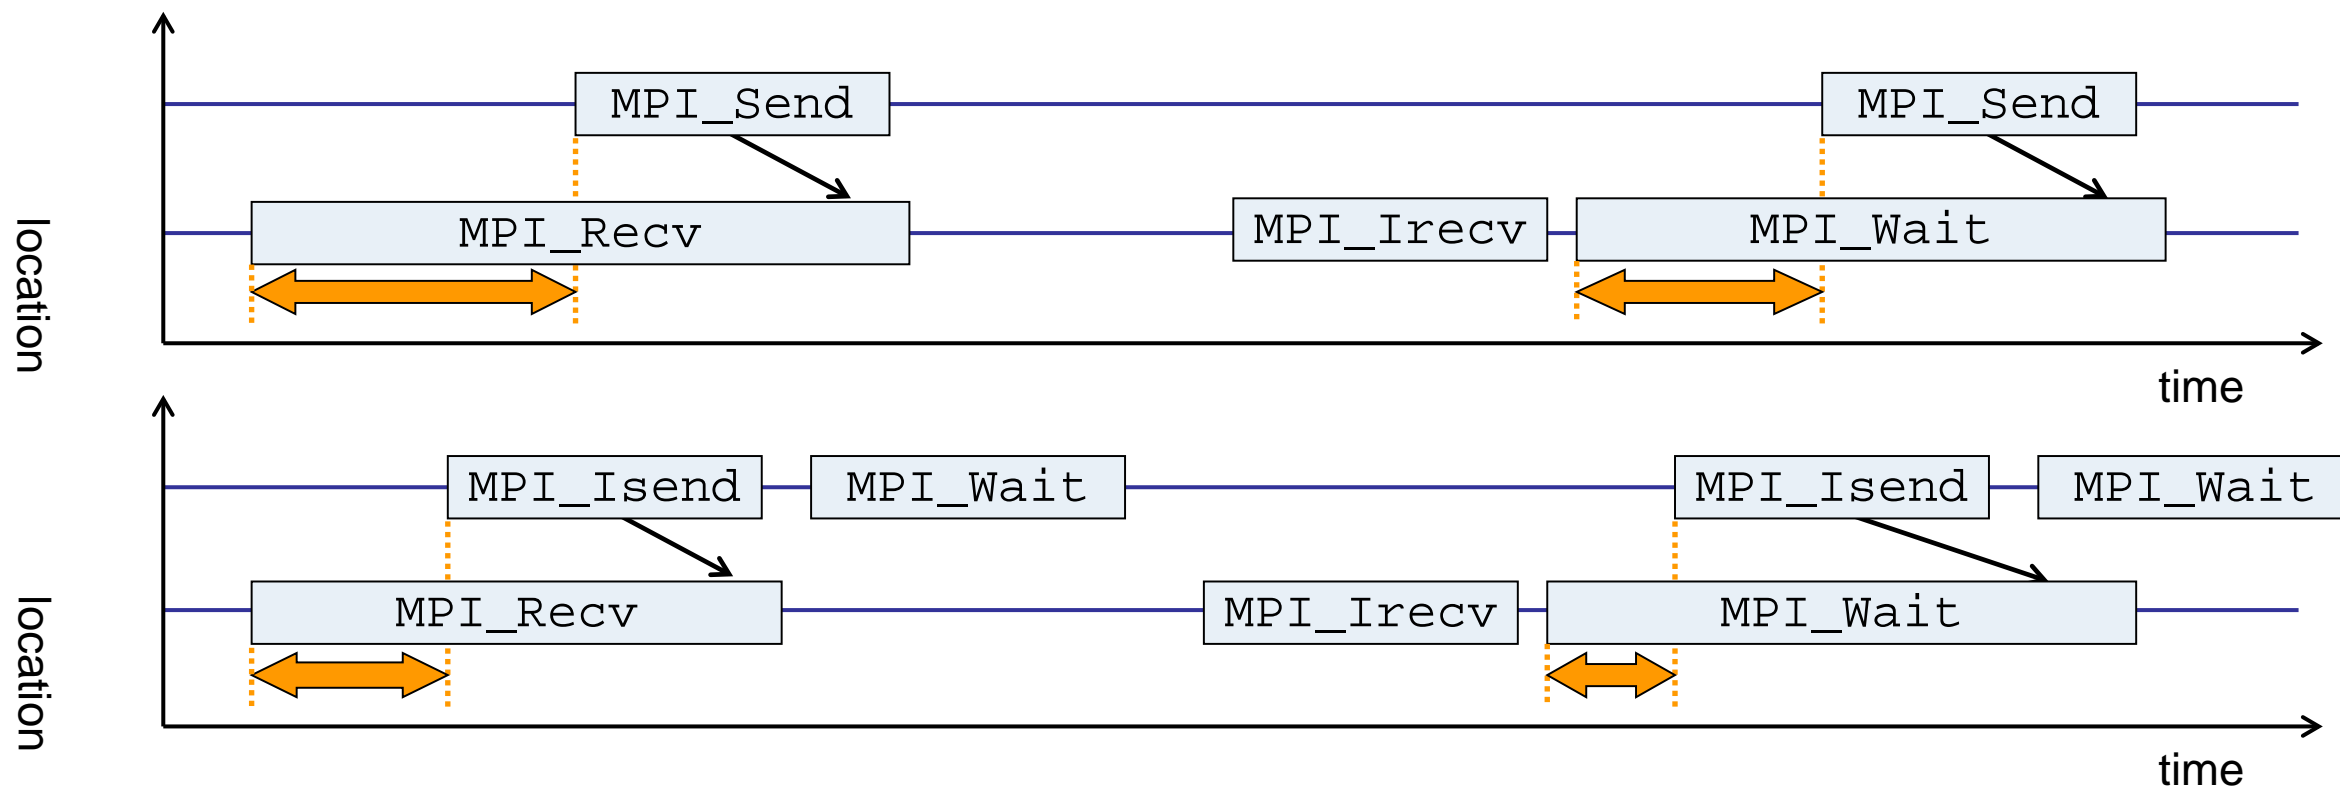 MPI_Send
MPI_Send
MPI_Recv
MPI_Irecv
MPI_Wait
location
time
MPI_Isend
MPI_Wait
MPI_Isend
MPI_Wait
MPI_Recv
MPI_Irecv
MPI_Wait
location
time